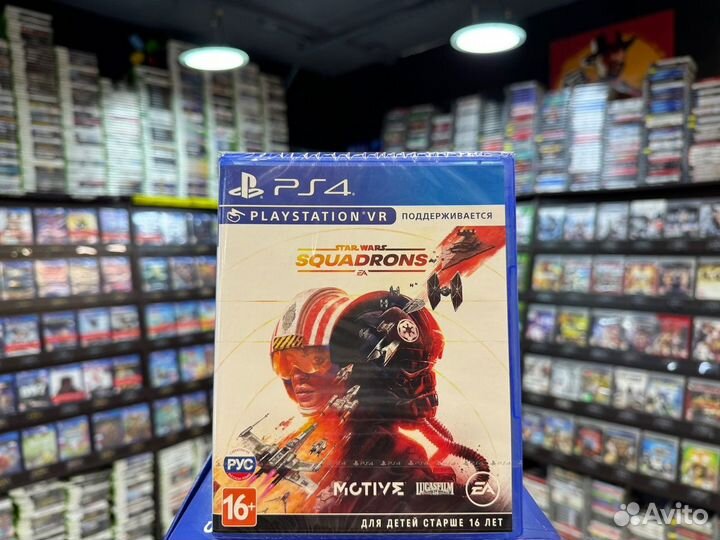 PS4
PLAYSTATION®VR ПОДДЕРЖИВАЕТСЯ
STAR WARS
SQUADRONS
EA
РУС
16+
MOTIVE LUCASFILM EA
ДЛЯ ДЕТЕЙ СТАРШЕ 16 ЛЕТ
Avito